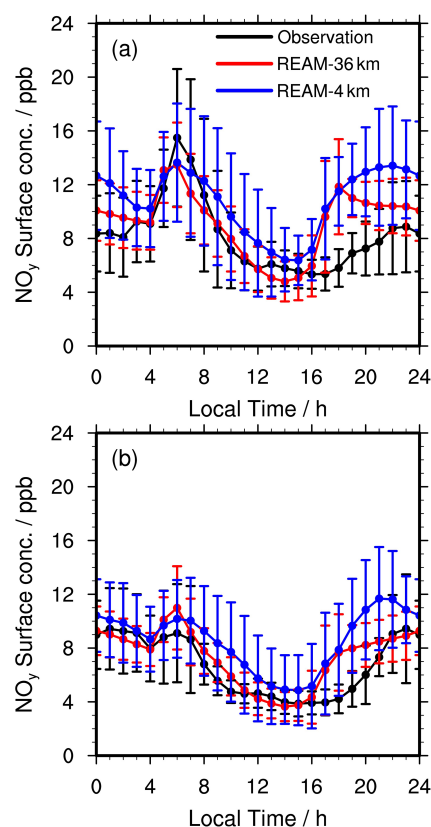 24
20
16
12
8
4
0
NOy Surface conc. / ppb
(a)
Observation
REAM-36 km
REAM-4 km
0 4 8 12 16 20 24
Local Time / h
24
20
16
12
8
4
0
NOy Surface conc. / ppb
(b)
0 4 8 12 16 20 24
Local Time / h